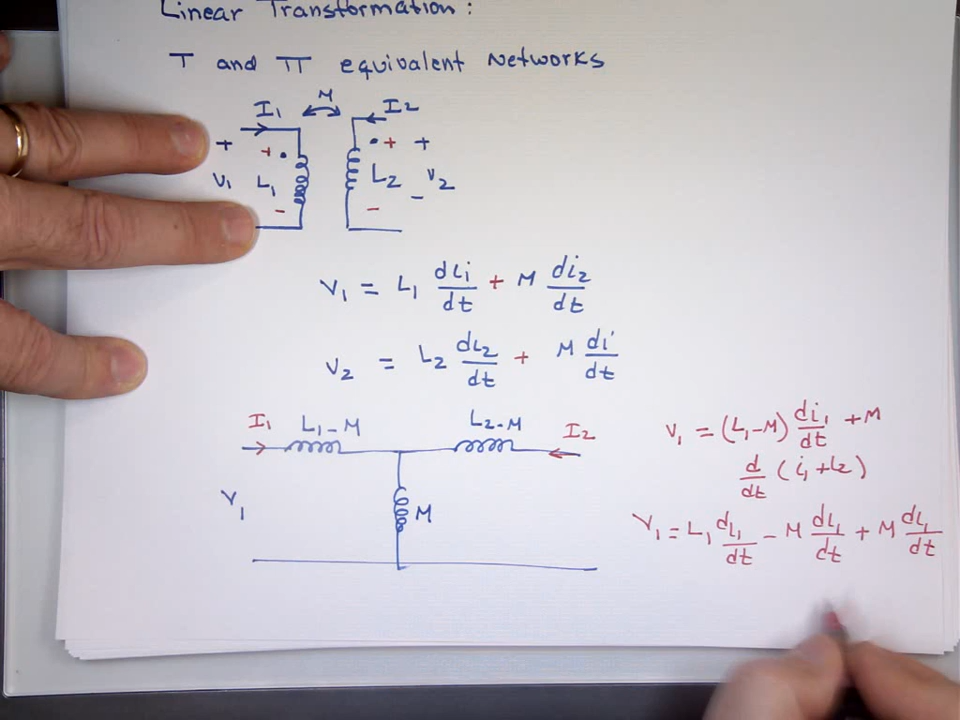 Linear Transformation :
T and Π equivalent Networks
I1 M I2
+ + • • + +
V1 L1 L2 V2
- - -
V1 = L1 di/dt + M di2/dt
V2 = L2 di2/dt + M di/dt
I1 L1-M L2-M I2
V1 M
V1 = (L1-M) di1/dt + M
d/dt (i1+i2)
V1 = L1 di1/dt - M di1/dt + M di1/dt